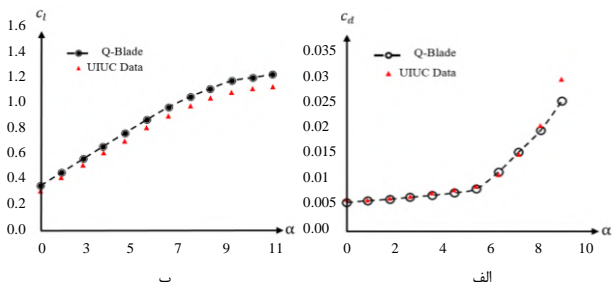 c_l
1.6
1.4
1.2
1.0
0.8
0.6
0.4
0.2
0.0
Q-Blade
UIUC Data
0 1 3 5 7 9 11
α
ب
c_d
0.035
0.03
0.025
0.02
0.015
0.01
0.005
0.00
Q-Blade
UIUC Data
0 2 4 6 8 10
α
الف